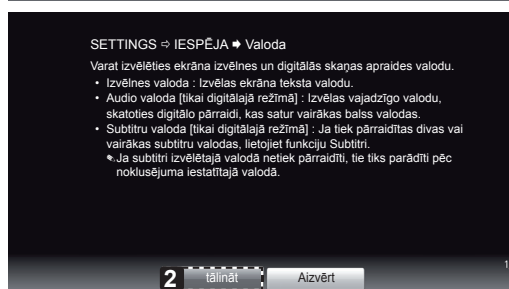 SETTINGS ⇨ IESPĒJA ➡ Valoda
Varat izvēlēties ekrāna izvēlnes un digitālās skaņas apraides valodu.
• Izvēlnes valoda : Izvēlas ekrāna teksta valodu.
• Audio valoda [tikai digitālajā režīmā] : Izvēlas vajadzīgo valodu,
skatoties digitālo pārraidi, kas satur vairākas balss valodas.
• Subtitru valoda [tikai digitālajā režīmā] : Ja tiek pārraidītas divas vai
vairākas subtitru valodas, lietojiet funkciju Subtitri.
✎Ja subtitri izvēlētajā valodā netiek pārraidīti, tie tiks parādīti pēc
noklusējuma iestatītajā valodā.
1
2 tālināt Aizvērt